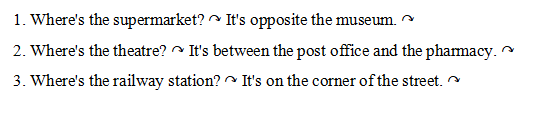 1. Where's the supermarket? ↷ It's opposite the museum. ↷
2. Where's the theatre? ↷ It's between the post office and the pharmacy. ↷
3. Where's the railway station? ↷ It's on the corner of the street. ↷